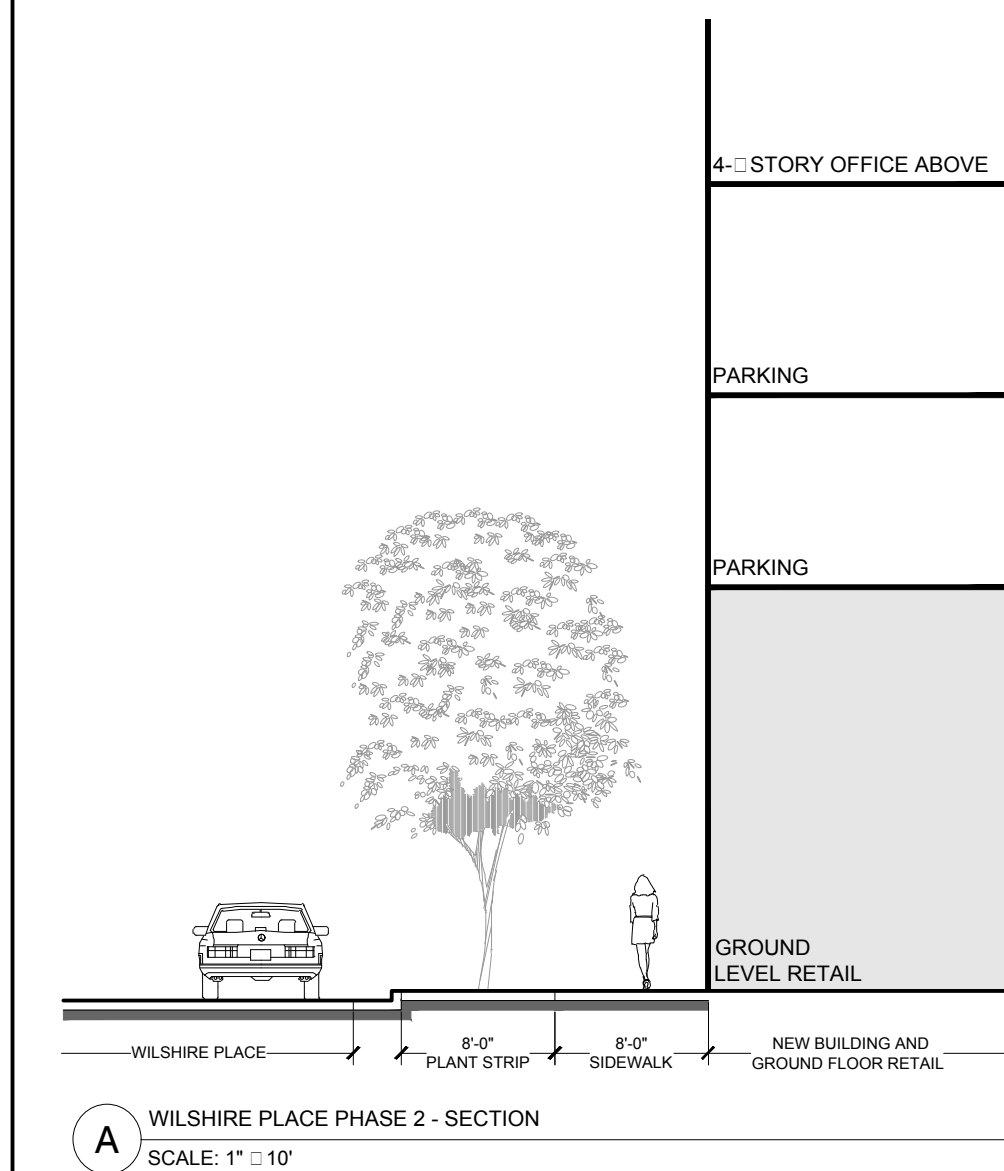 4-□ STORY OFFICE ABOVE
PARKING
PARKING
GROUND
LEVEL RETAIL
WILSHIRE PLACE
8'-0"
PLANT STRIP
8'-0"
SIDEWALK
NEW BUILDING AND
GROUND FLOOR RETAIL
A
WILSHIRE PLACE PHASE 2 - SECTION
SCALE: 1" □ 10'